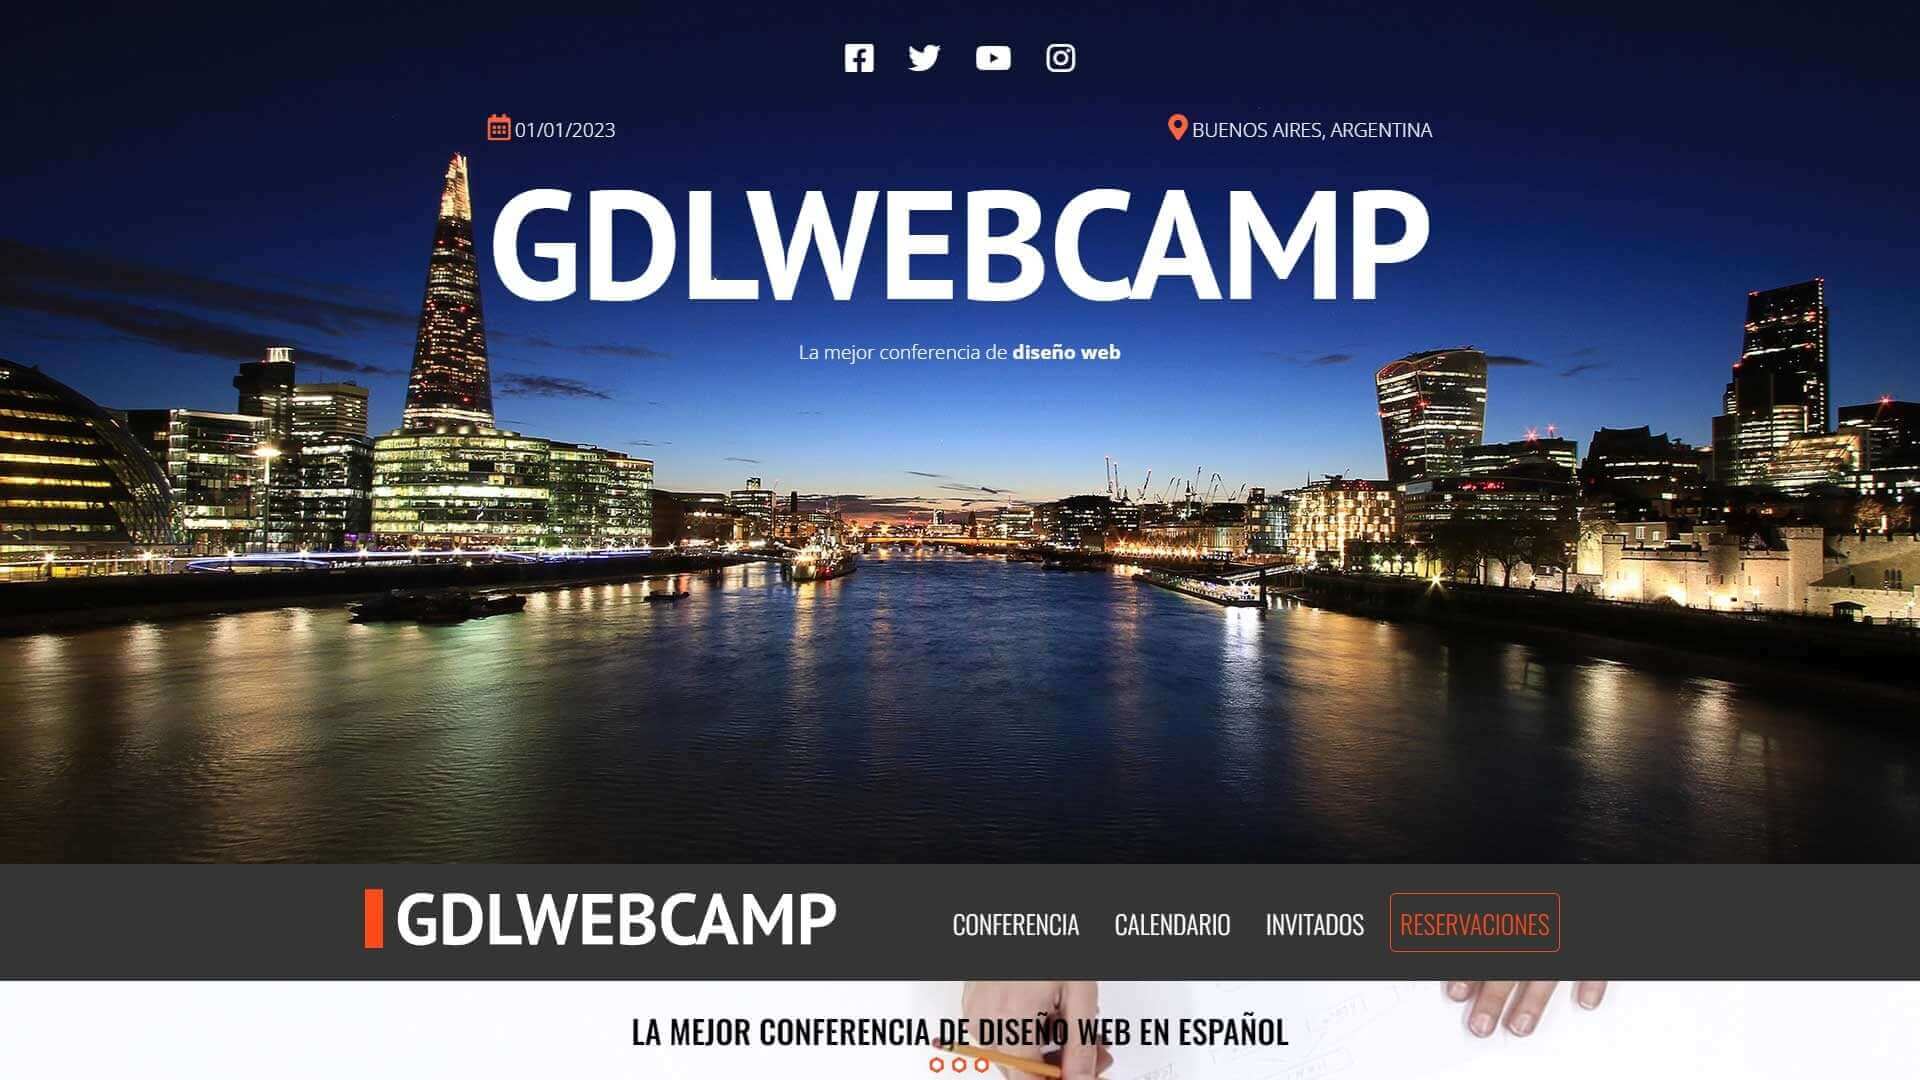 01/01/2023
BUENOS AIRES, ARGENTINA
GDLWEBCAMP
La mejor conferencia de diseño web
GDLWEBCAMP
CONFERENCIA
CALENDARIO
INVITADOS
RESERVACIONES
LA MEJOR CONFERENCIA DE DISEÑO WEB EN ESPAÑOL